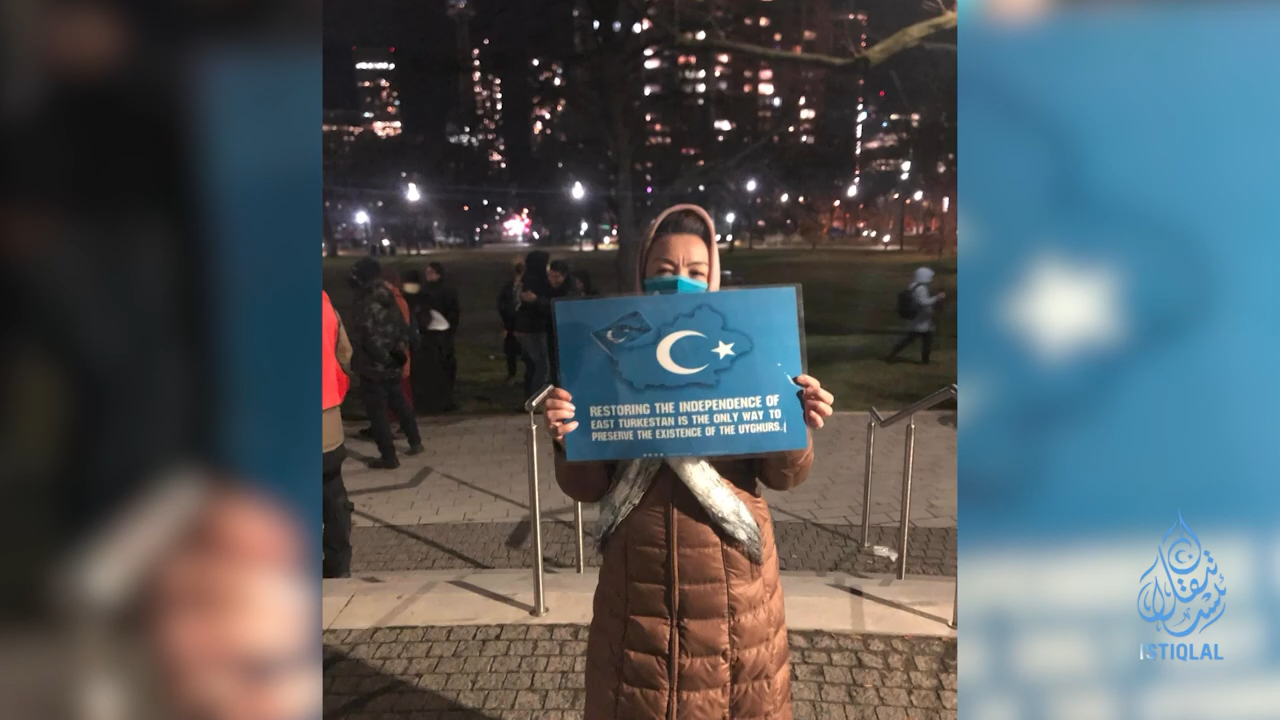 RESTORING THE INDEPENDENCE OF
EAST TURKESTAN IS THE ONLY WAY TO
PRESERVE THE EXISTENCE OF THE UYGHURS.
ISTIQLAL